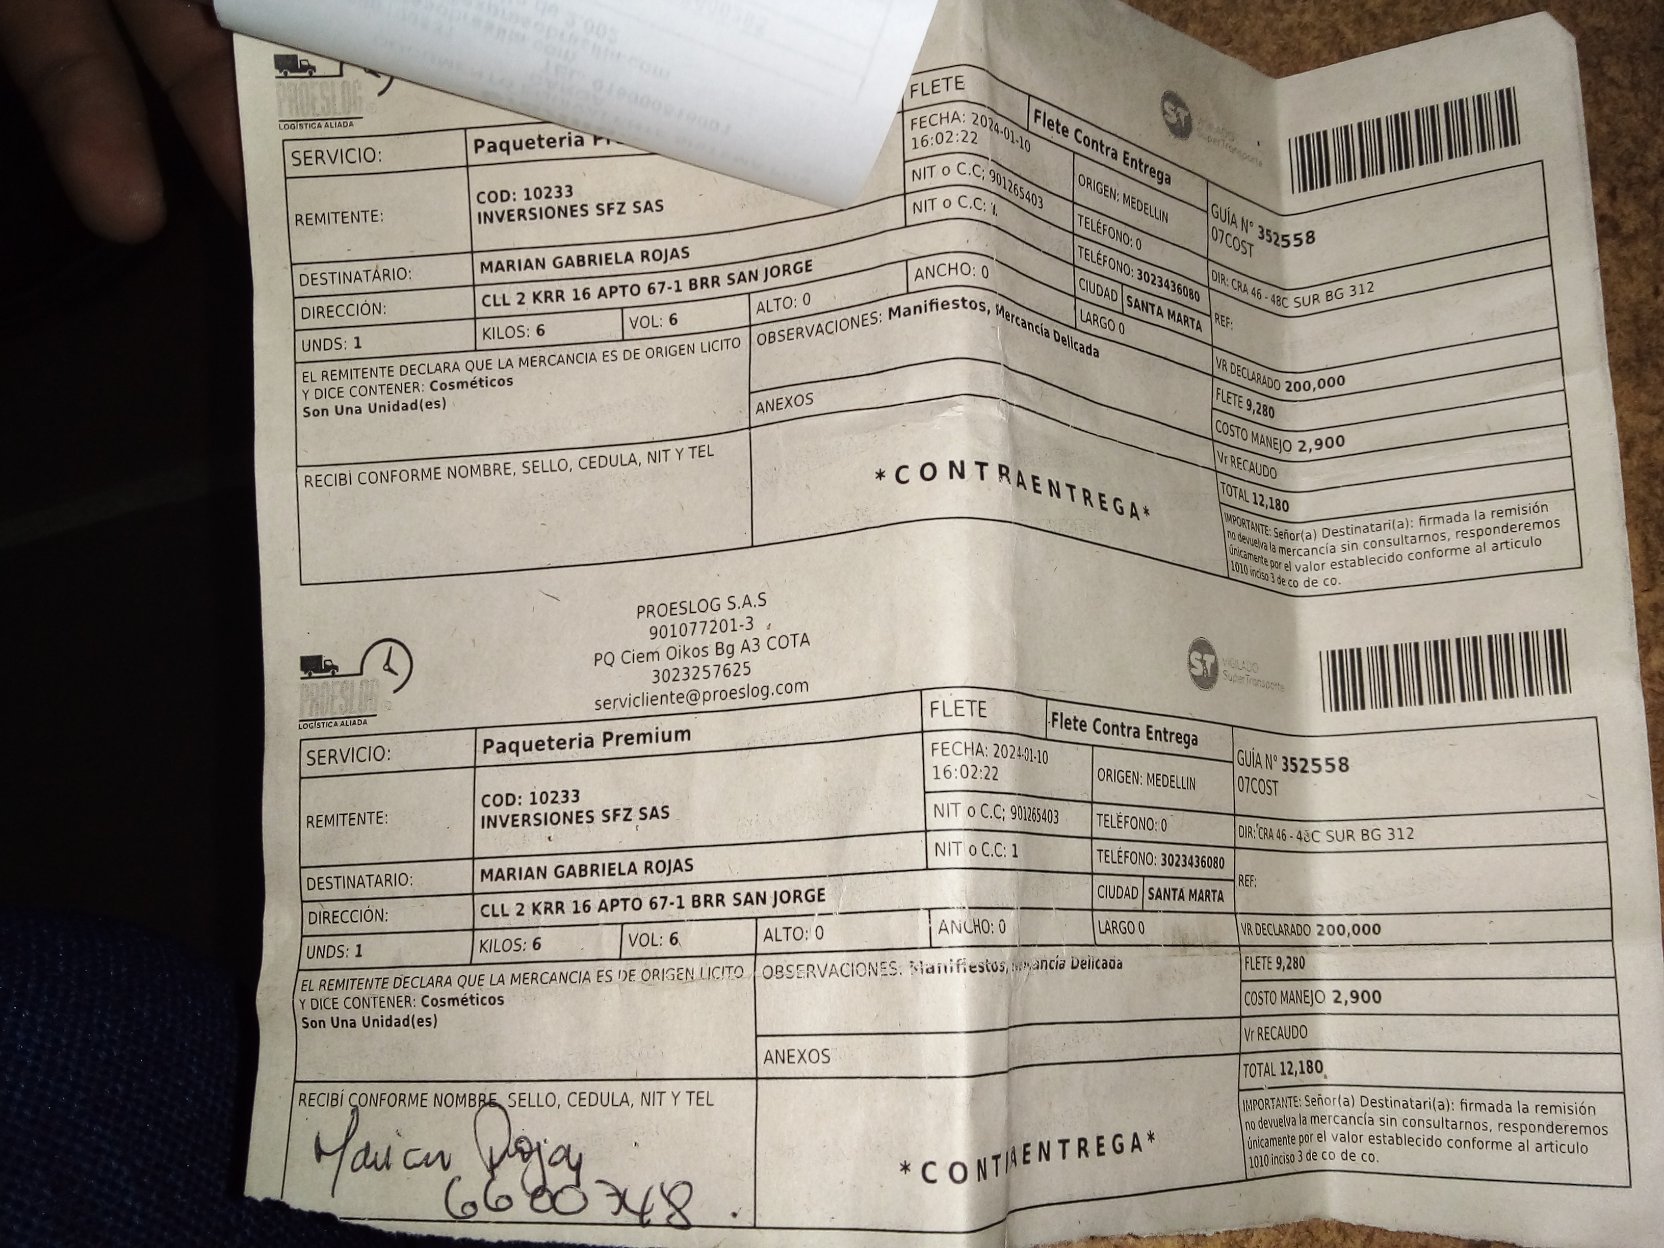 PROESLOG
LOGÍSTICA ALIADA
FLETE
Flete Contra Entrega
ST
SuperTransporte
SERVICIO:
Paqueteria
FECHA: 2024-01-10
16:02:22
ORIGEN: MEDELLIN
GUÍA N° 352558
07COST
REMITENTE:
COD: 10233
INVERSIONES SFZ SAS
NIT o C.C; 901265403
TELÉFONO: 0
DIR: CRA 46 - 48C SUR BG 312
DESTINATARIO:
MARIAN GABRIELA ROJAS
NIT o C.C: 1
TELÉFONO: 3023436080
REF:
DIRECCIÓN:
CLL 2 KRR 16 APTO 67-1 BRR SAN JORGE
CIUDAD SANTA MARTA
UNDS: 1
KILOS: 6
VOL: 6
ALTO: 0
ANCHO: 0
LARGO 0
VR DECLARADO 200,000
EL REMITENTE DECLARA QUE LA MERCANCIA ES DE ORIGEN LICITO
Y DICE CONTENER: Cosméticos
Son Una Unidad(es)
OBSERVACIONES: Manifiestos, Mercancía Delicada
FLETE 9,280
COSTO MANEJO 2,900
ANEXOS
Vr RECAUDO
TOTAL 12,180
RECIBÍ CONFORME NOMBRE, SELLO, CEDULA, NIT Y TEL
*CONTRAENTREGA*
IMPORTANTE: Señor(a) Destinatari(a): firmada la remisión
no devuelva la mercancía sin consultarnos, responderemos
únicamente por el valor establecido conforme al articulo
1010 inciso 3 de co de co.
PROESLOG S.A.S
901077201-3
PQ Ciem Oikos Bg A3 COTA
3023257625
servicliente@proeslog.com
PROESLOG
LOGÍSTICA ALIADA
ST
VIGILADO
SuperTransporte
SERVICIO:
Paqueteria Premium
FLETE
Flete Contra Entrega
FECHA: 2024-01-10
16:02:22
ORIGEN: MEDELLIN
GUÍA N° 352558
07COST
REMITENTE:
COD: 10233
INVERSIONES SFZ SAS
NIT o C.C; 901265403
TELÉFONO: 0
DIR: CRA 46 - 48C SUR BG 312
DESTINATARIO:
MARIAN GABRIELA ROJAS
NIT o C.C: 1
TELÉFONO: 3023436080
REF:
DIRECCIÓN:
CLL 2 KRR 16 APTO 67-1 BRR SAN JORGE
CIUDAD SANTA MARTA
UNDS: 1
KILOS: 6
VOL: 6
ALTO: 0
ANCHO: 0
LARGO 0
VR DECLARADO 200,000
EL REMITENTE DECLARA QUE LA MERCANCIA ES DE ORIGEN LICITO
Y DICE CONTENER: Cosméticos
Son Una Unidad(es)
OBSERVACIONES: Manifiestos, Mercancía Delicada
FLETE 9,280
COSTO MANEJO 2,900
ANEXOS
Vr RECAUDO
TOTAL 12,180
RECIBÍ CONFORME NOMBRE, SELLO, CEDULA, NIT Y TEL
Marian Rojas
6600748.
*CONTRAENTREGA*
IMPORTANTE: Señor(a) Destinatari(a): firmada la remisión
no devuelva la mercancía sin consultarnos, responderemos
únicamente por el valor establecido conforme al articulo
1010 inciso 3 de co de co.